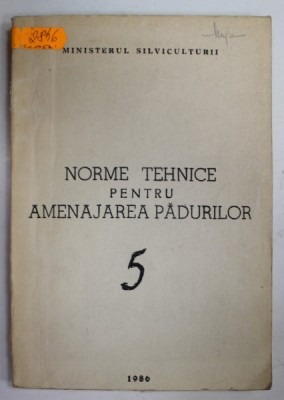 MINISTERUL SILVICULTURII
NORME TEHNICE
PENTRU
AMENAJAREA PĂDURILOR
5
1986